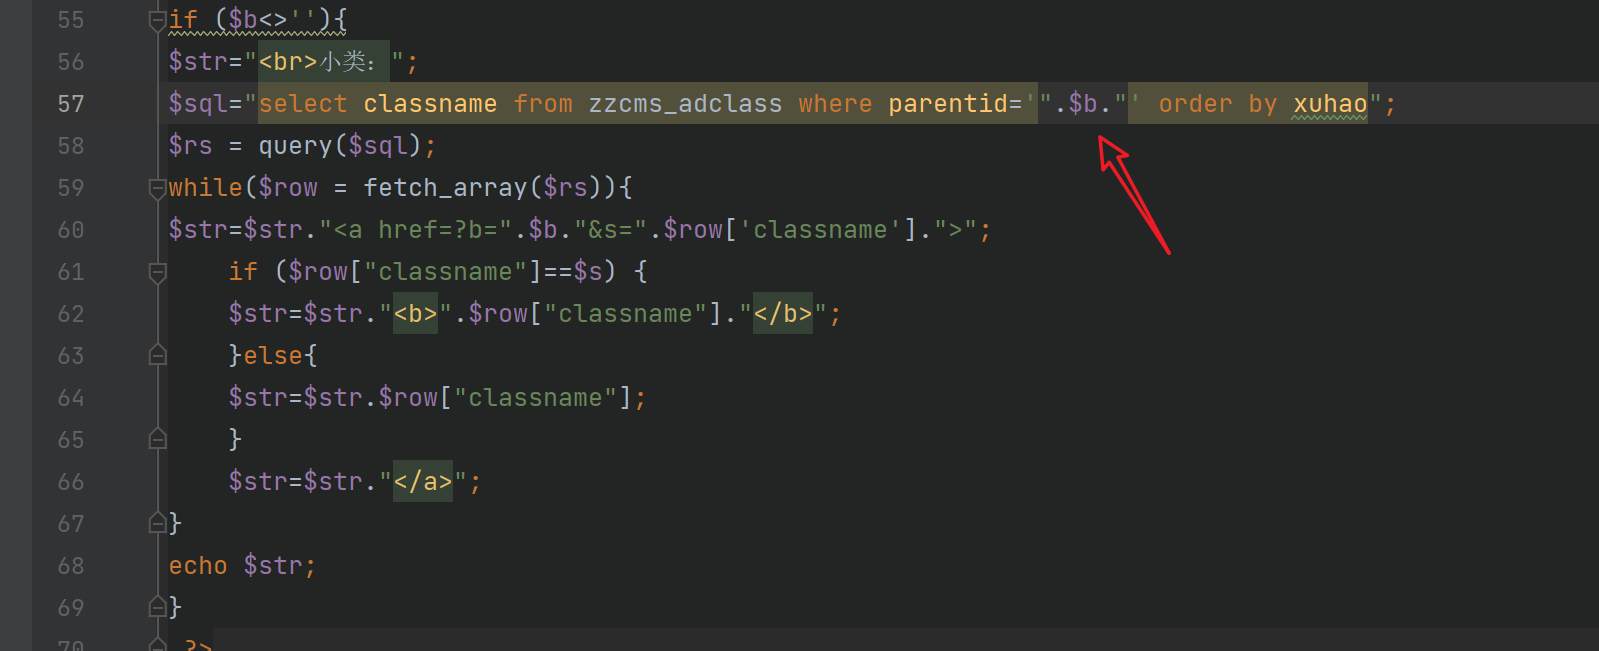 55 if ($b<>''){
56 $str="<br>小类：";
57 $sql="select classname from zzcms_adclass where parentid='".$b."' order by xuhao";
58 $rs = query($sql);
59 while($row = fetch_array($rs)){
60 $str=$str."<a href=?b=".$b."&s=".$row['classname'].">";
61 if ($row["classname"]==$s) {
62 $str=$str."<b>".$row["classname"]."</b>";
63 }else{
64 $str=$str.$row["classname"];
65 }
66 $str=$str."</a>";
67 }
68 echo $str;
69 }
70 ?>